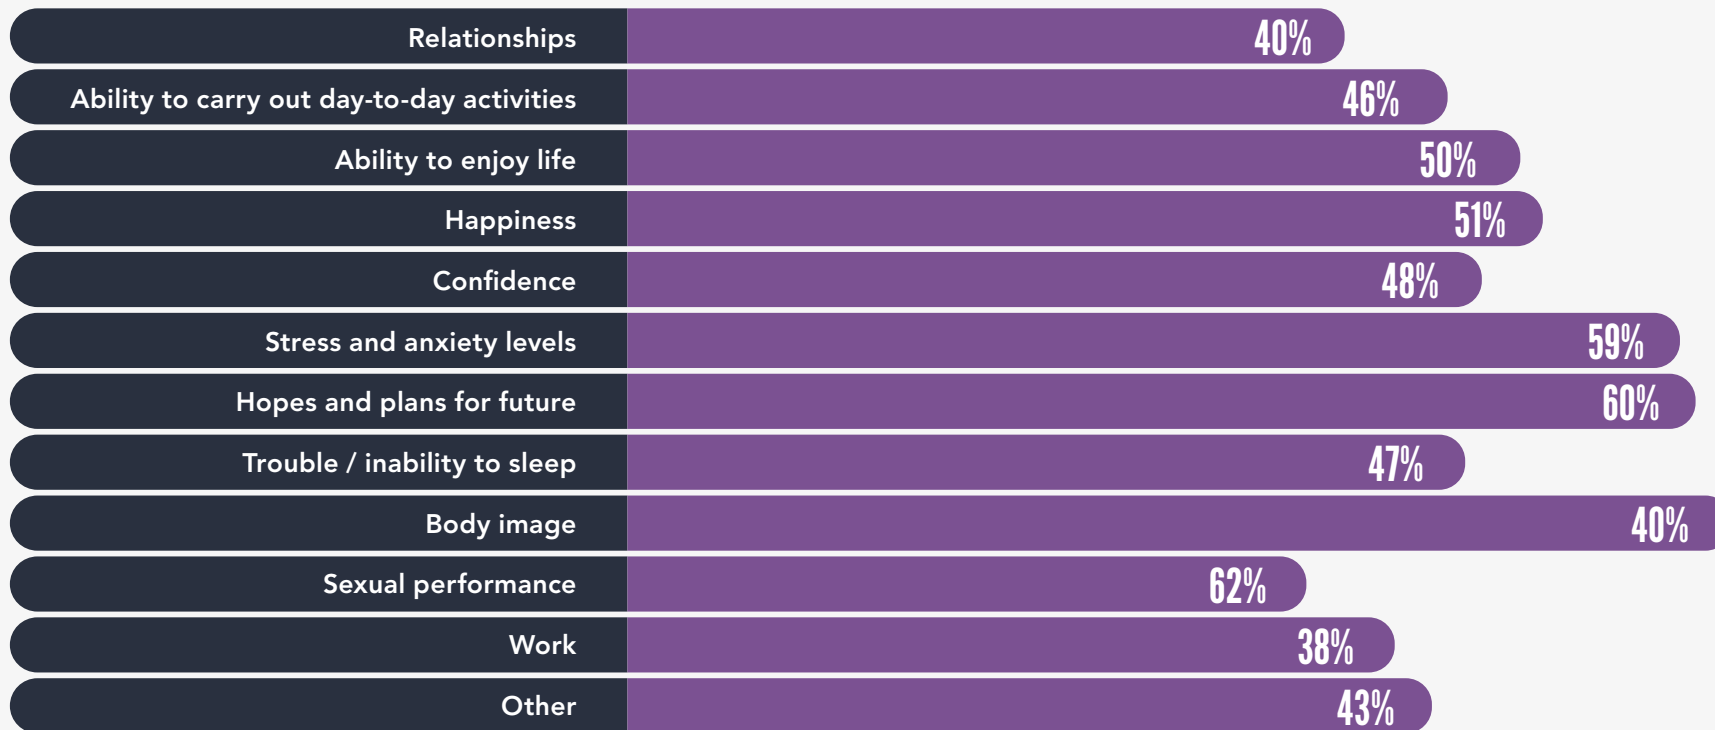 Relationships 40%
Ability to carry out day-to-day activities 46%
Ability to enjoy life 50%
Happiness 51%
Confidence 48%
Stress and anxiety levels 59%
Hopes and plans for future 60%
Trouble / inability to sleep 47%
Body image 40%
Sexual performance 62%
Work 38%
Other 43%